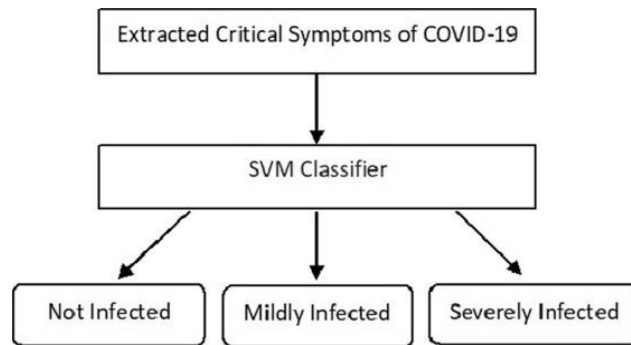 Extracted Critical Symptoms of COVID-19
SVM Classifier
Not Infected
Mildly Infected
Severely Infected